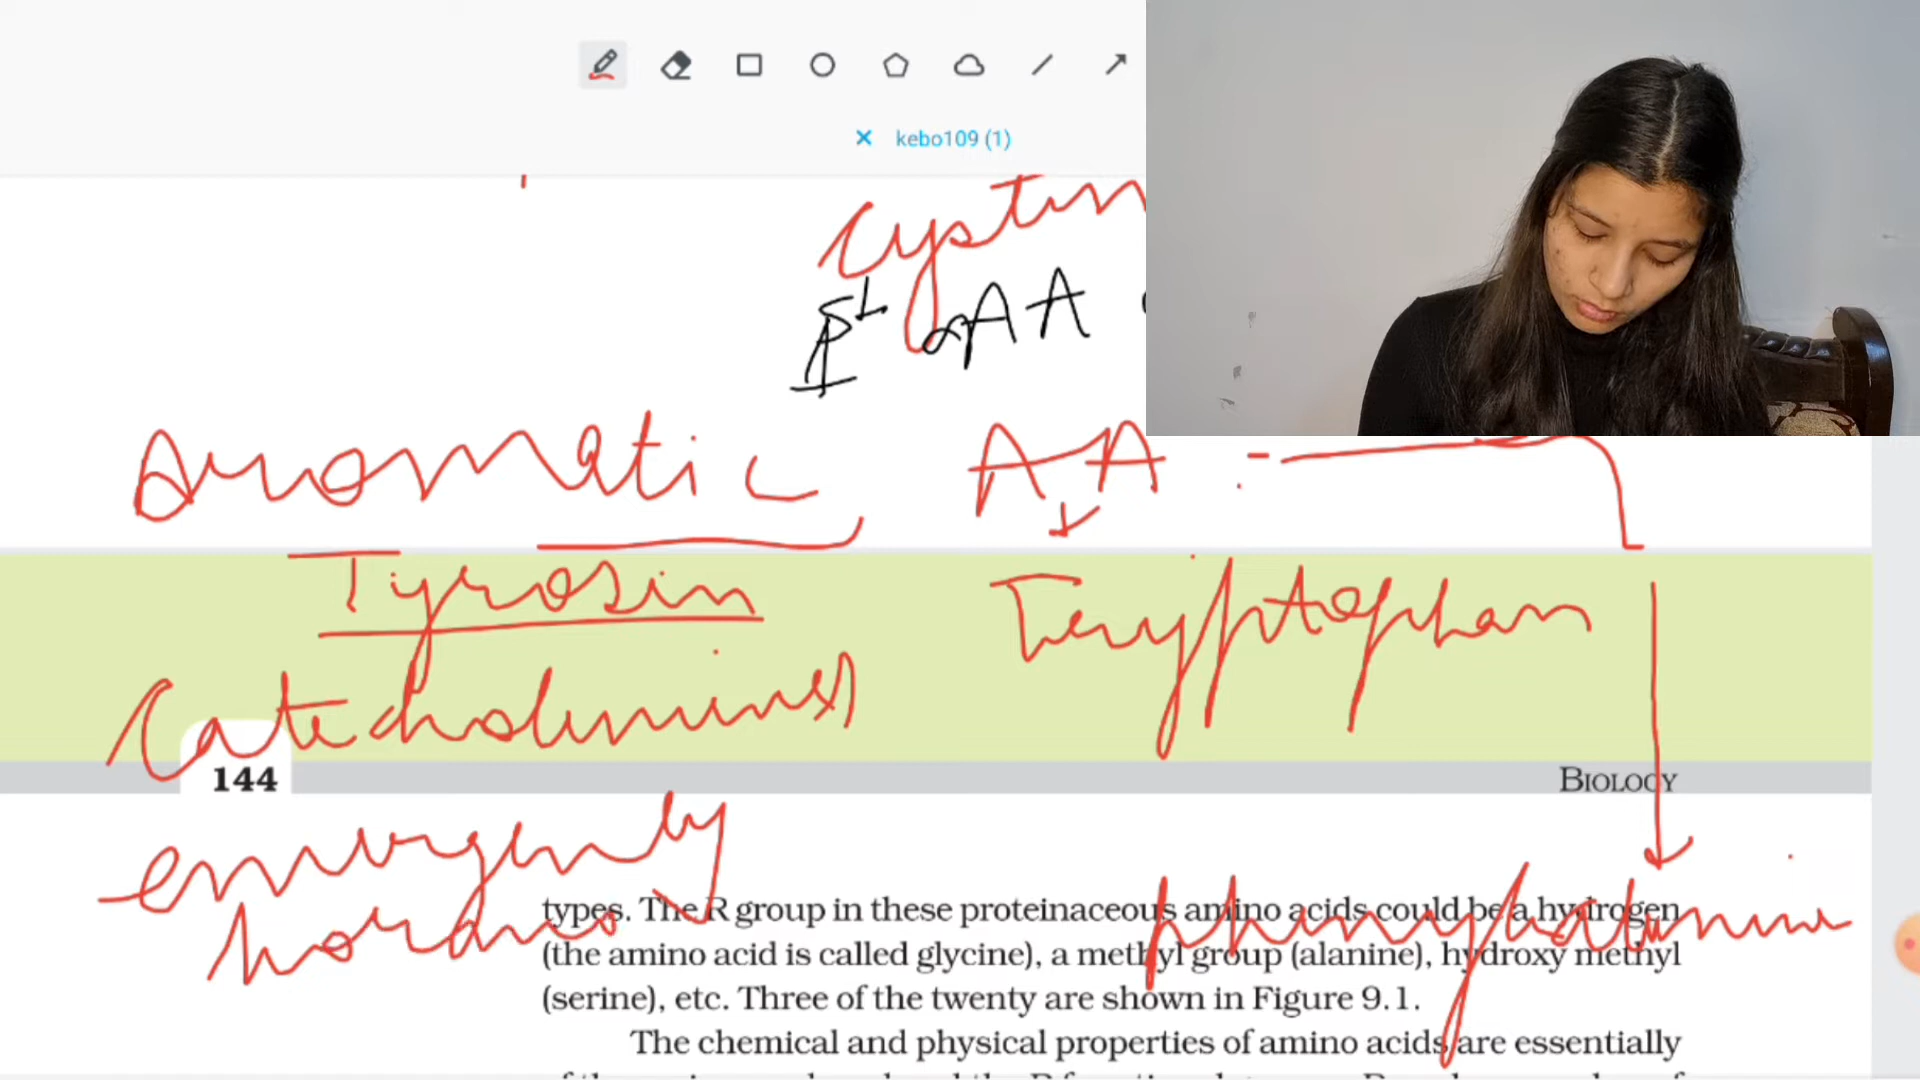 kebo109 (1)
Cystin
AA
Aromatic AA :-
Tyrosin Teryptophan
Catecholamines
144 BIOLOGY
emergency
hormo
phenylalanine
types. The R group in these proteinaceous amino acids could be a hydrogen
(the amino acid is called glycine), a methyl group (alanine), hydroxy methyl
(serine), etc. Three of the twenty are shown in Figure 9.1.
The chemical and physical properties of amino acids are essentially